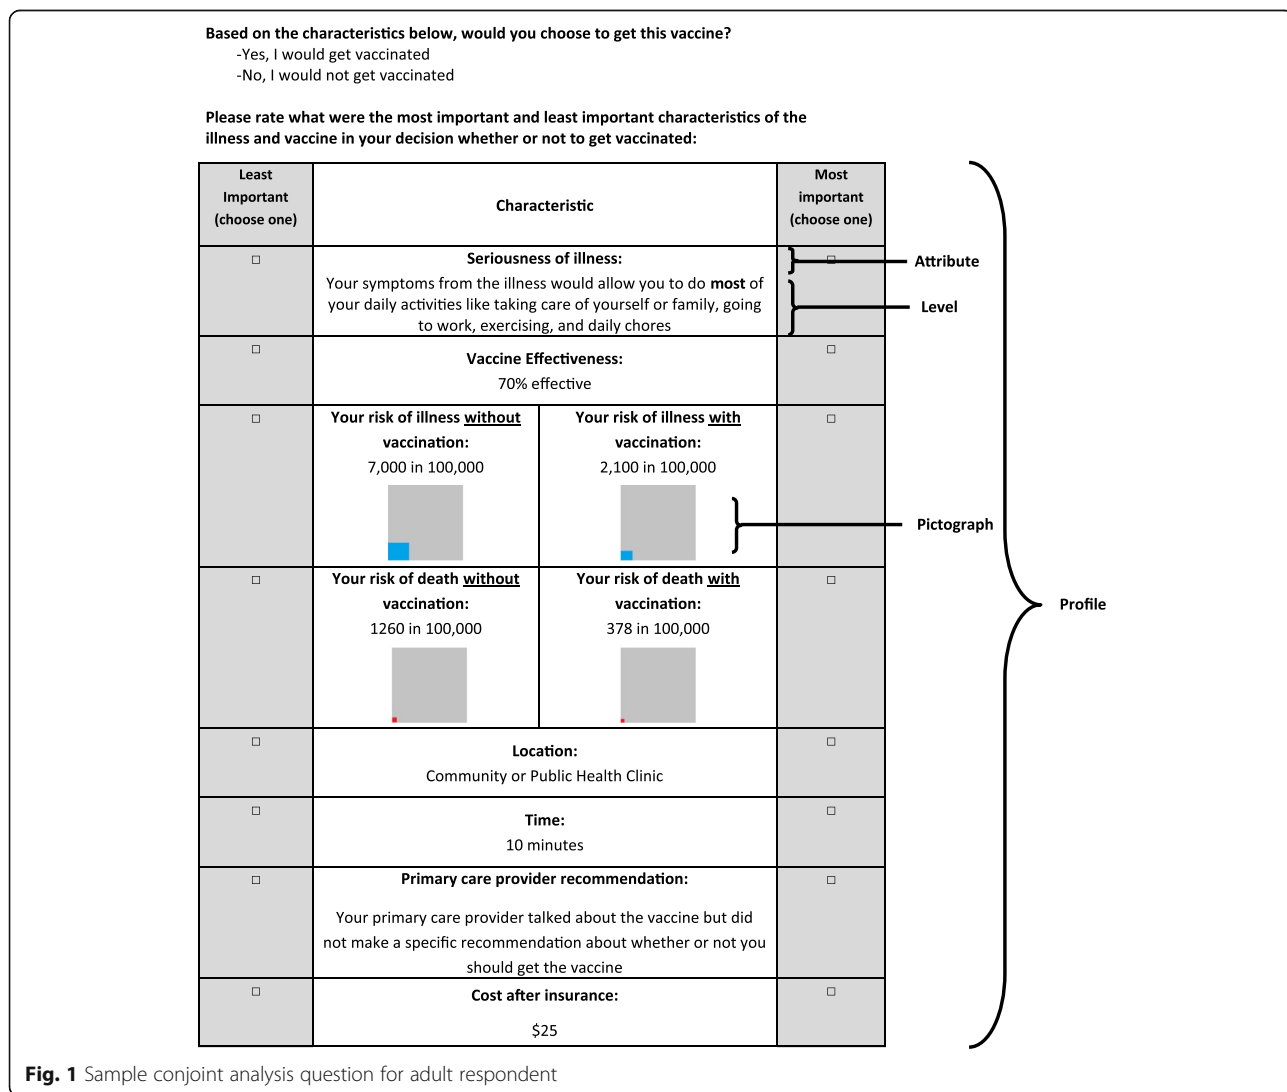 Based on the characteristics below, would you choose to get this vaccine?
-Yes, I would get vaccinated
-No, I would not get vaccinated
Please rate what were the most important and least important characteristics of the
illness and vaccine in your decision whether or not to get vaccinated:
Least
Important
(choose one)
Characteristic
Most
important
(choose one)
☐
Seriousness of illness:
Your symptoms from the illness would allow you to do most of
your daily activities like taking care of yourself or family, going
to work, exercising, and daily chores
☐
Attribute
Level
☐
Vaccine Effectiveness:
70% effective
☐
☐
Your risk of illness without
vaccination:
7,000 in 100,000
Your risk of illness with
vaccination:
2,100 in 100,000
☐
Pictograph
☐
Your risk of death without
vaccination:
1260 in 100,000
Your risk of death with
vaccination:
378 in 100,000
☐
Profile
☐
Location:
Community or Public Health Clinic
☐
☐
Time:
10 minutes
☐
☐
Primary care provider recommendation:
Your primary care provider talked about the vaccine but did
not make a specific recommendation about whether or not you
should get the vaccine
☐
☐
Cost after insurance:
$25
☐
Fig. 1 Sample conjoint analysis question for adult respondent